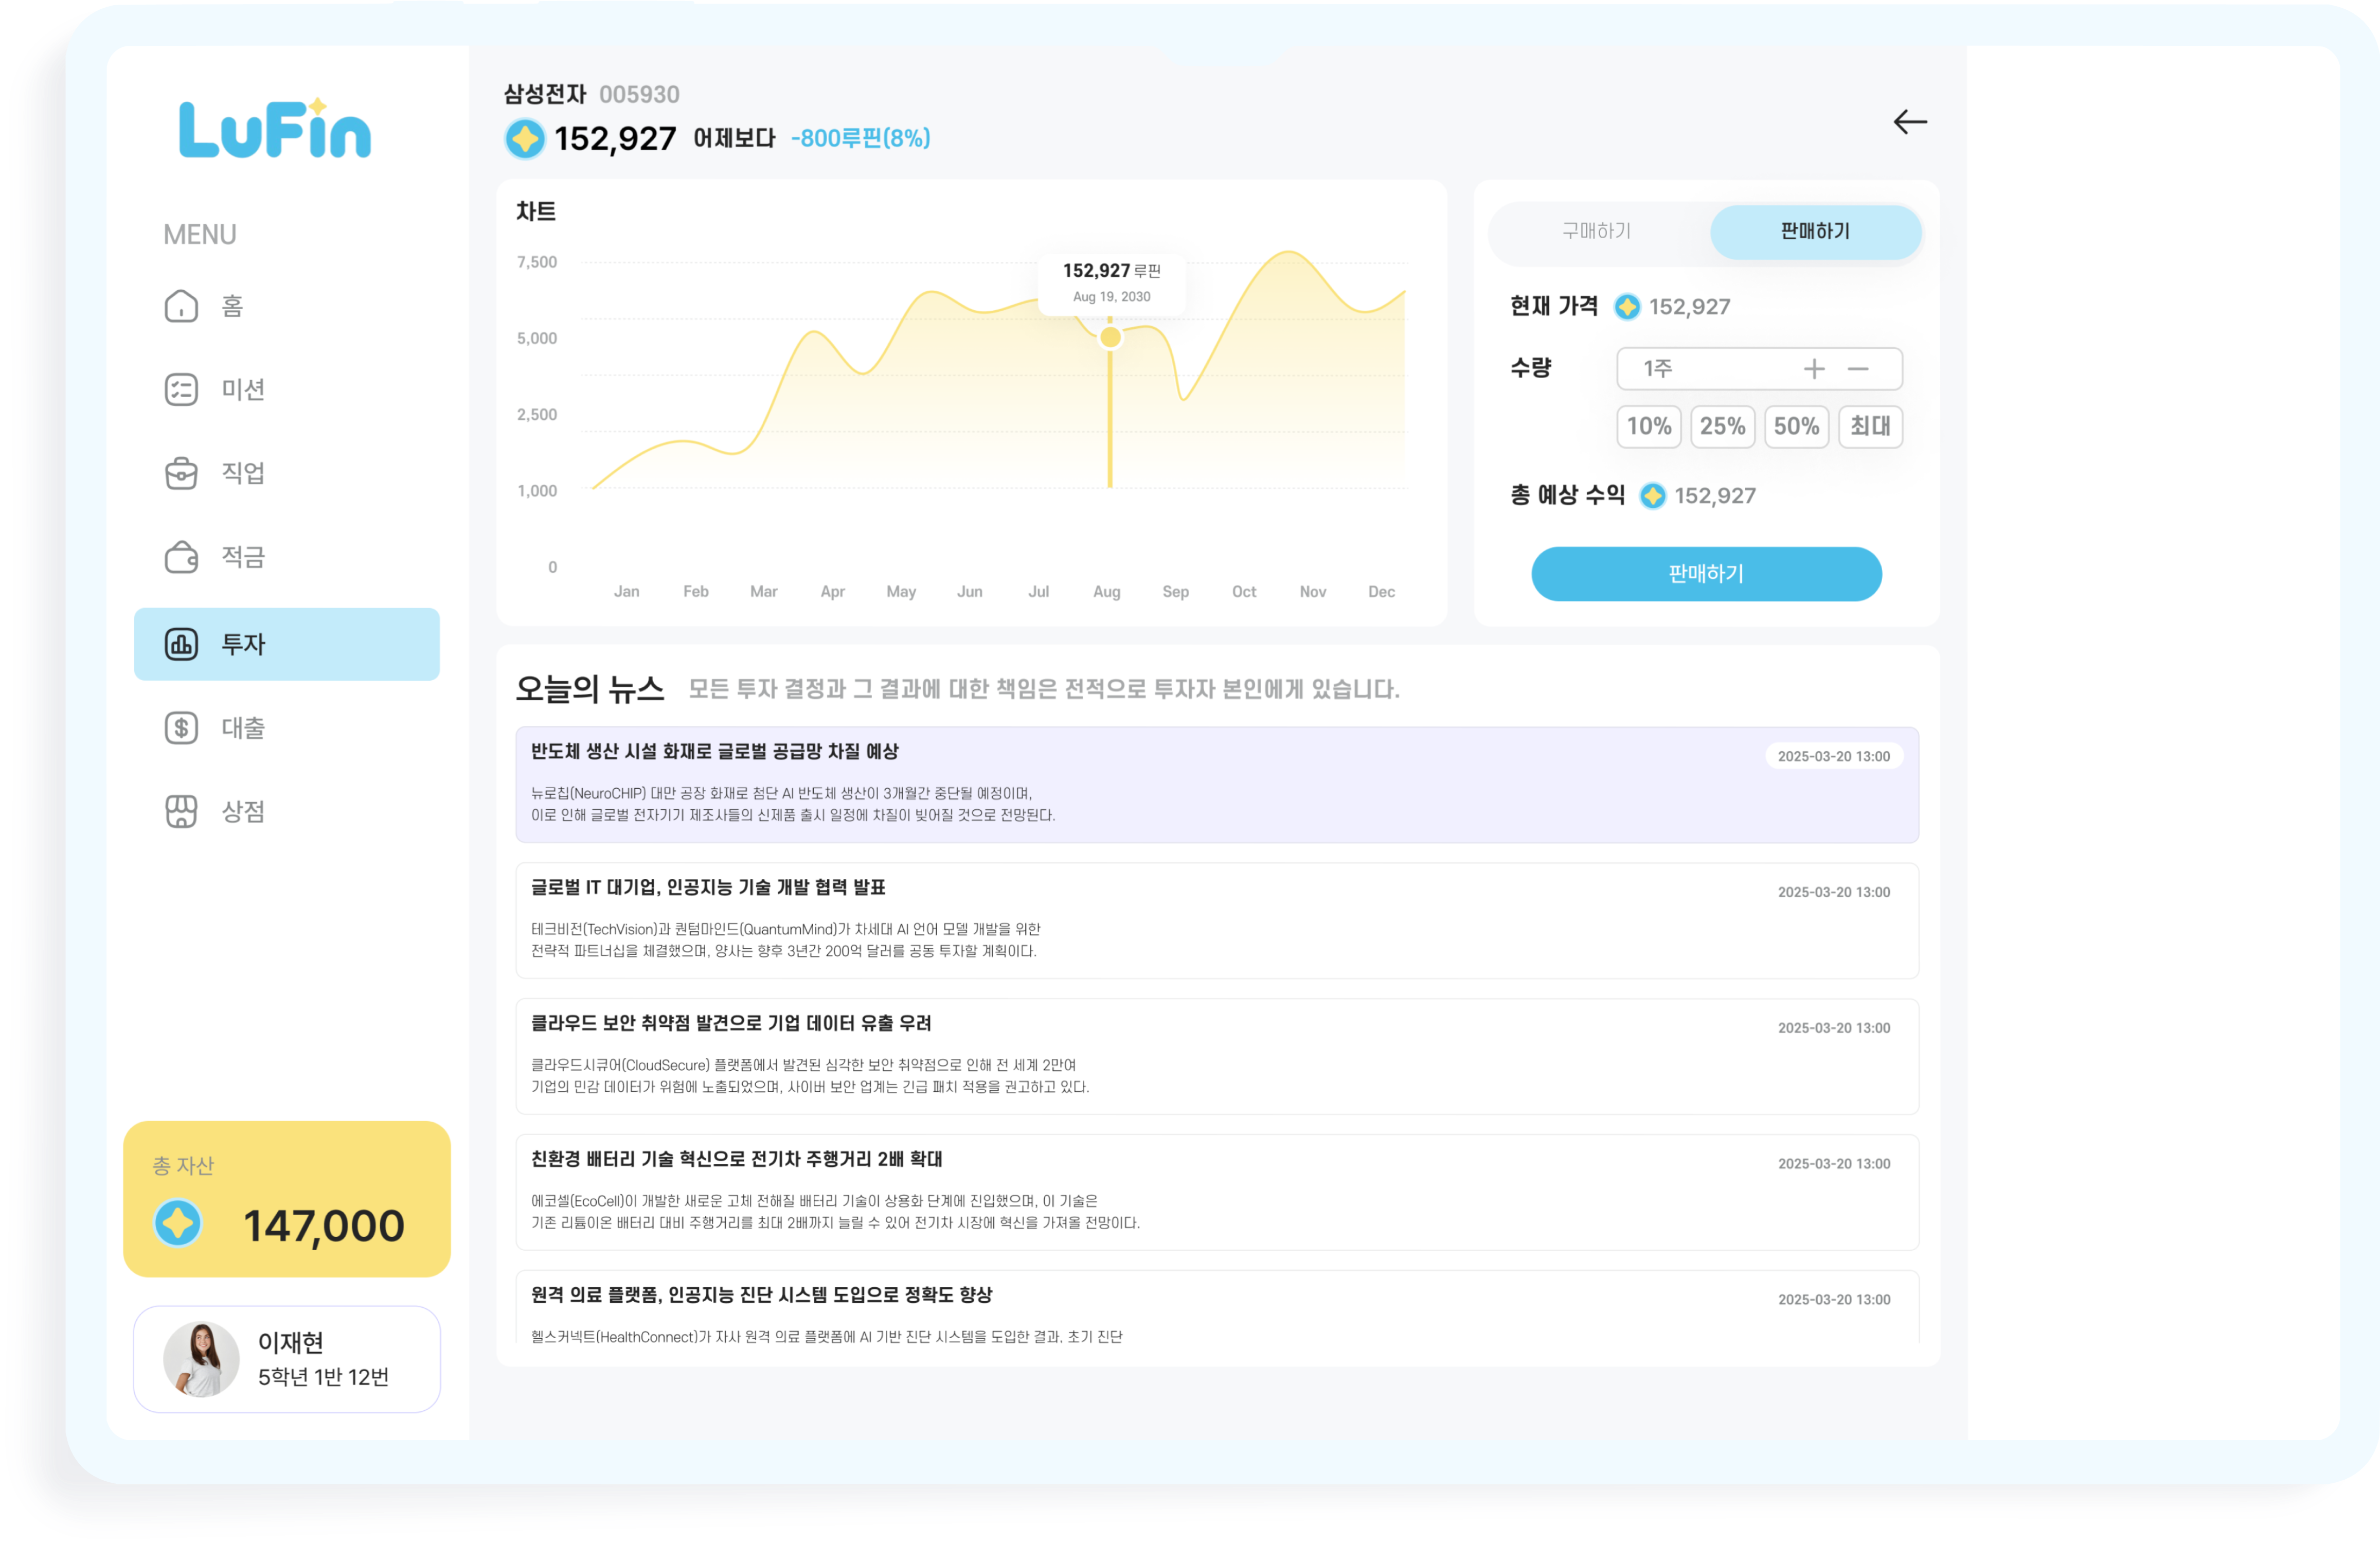 LuFin
MENU
홈
미션
직업
적금
투자
대출
상점
총 자산
147,000
이재현
5학년 1반 12번
삼성전자 005930
152,927 어제보다 -800루핀(8%)
차트
7,500
5,000
2,500
1,000
0
152,927 루핀
Aug 19, 2030
Jan Feb Mar Apr May Jun Jul Aug Sep Oct Nov Dec
구매하기 판매하기
현재 가격 152,927
수량 1주 + −
10% 25% 50% 최대
총 예상 수익 152,927
판매하기
오늘의 뉴스 모든 투자 결정과 그 결과에 대한 책임은 전적으로 투자자 본인에게 있습니다.
반도체 생산 시설 화재로 글로벌 공급망 차질 예상 2025-03-20 13:00
뉴로칩(NeuroCHIP) 대만 공장 화재로 첨단 AI 반도체 생산이 3개월간 중단될 예정이며,
이로 인해 글로벌 전자기기 제조사들의 신제품 출시 일정에 차질이 빚어질 것으로 전망된다.
글로벌 IT 대기업, 인공지능 기술 개발 협력 발표 2025-03-20 13:00
테크비전(TechVision)과 퀀텀마인드(QuantumMind)가 차세대 AI 언어 모델 개발을 위한
전략적 파트너십을 체결했으며, 양사는 향후 3년간 200억 달러를 공동 투자할 계획이다.
클라우드 보안 취약점 발견으로 기업 데이터 유출 우려 2025-03-20 13:00
클라우드시큐어(CloudSecure) 플랫폼에서 발견된 심각한 보안 취약점으로 인해 전 세계 2만여
기업의 민감 데이터가 위험에 노출되었으며, 사이버 보안 업계는 긴급 패치 적용을 권고하고 있다.
친환경 배터리 기술 혁신으로 전기차 주행거리 2배 확대 2025-03-20 13:00
에코셀(EcoCell)이 개발한 새로운 고체 전해질 배터리 기술이 상용화 단계에 진입했으며, 이 기술은
기존 리튬이온 배터리 대비 주행거리를 최대 2배까지 늘릴 수 있어 전기차 시장에 혁신을 가져올 전망이다.
원격 의료 플랫폼, 인공지능 진단 시스템 도입으로 정확도 향상 2025-03-20 13:00
헬스커넥트(HealthConnect)가 자사 원격 의료 플랫폼에 AI 기반 진단 시스템을 도입한 결과, 초기 진단